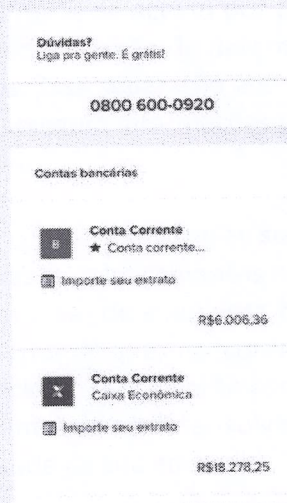 Dúvidas?
Liga pra gente. É grátis!
0800 600-0920
Contas bancárias
B
Conta Corrente
★ Conta corrente...
Importe seu extrato
R$6.006,36
Conta Corrente
Caixa Econômica
Importe seu extrato
R$18.278,25